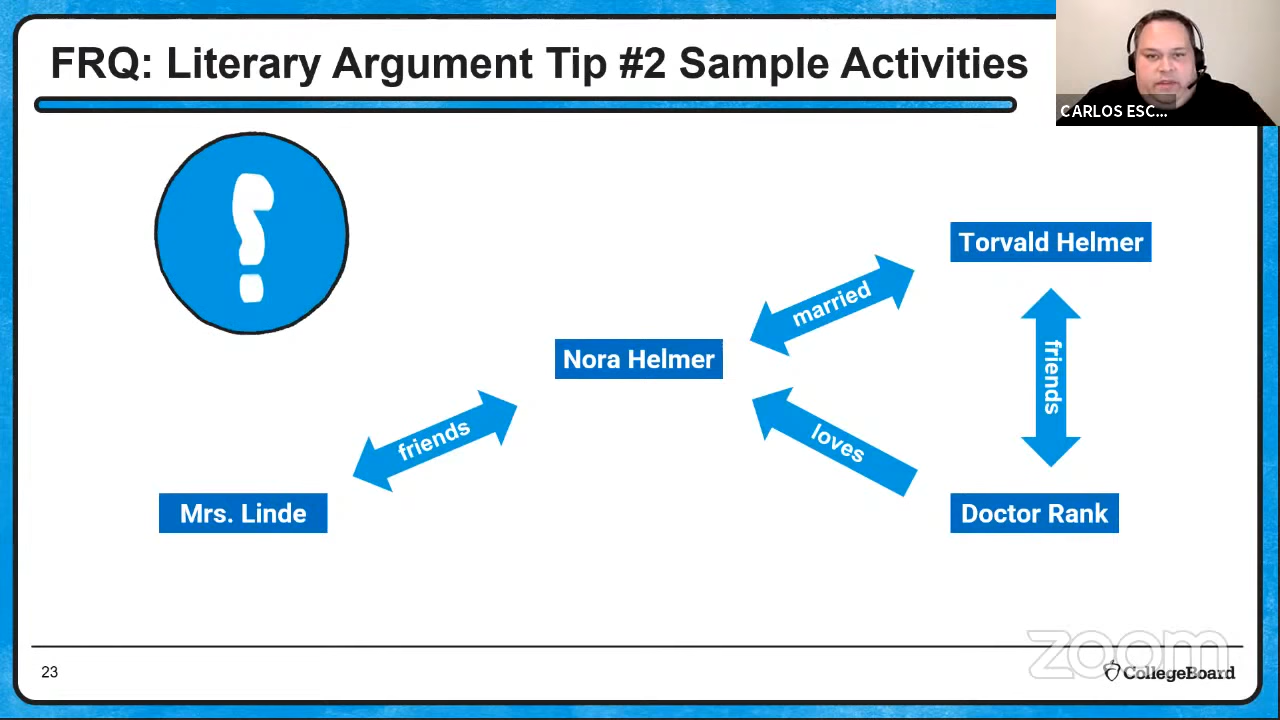 FRQ: Literary Argument Tip #2 Sample Activities
CARLOS ESC...
Torvald Helmer
married
Nora Helmer
friends
loves
friends
Mrs. Linde
Doctor Rank
zoom
23
CollegeBoard